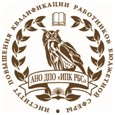 ИНСТИТУТ ПОВЫШЕНИЯ КВАЛИФИКАЦИИ РАБОТНИКОВ БЮДЖЕТНОЙ СФЕРЫ
АНО ДПО «ИПК РБС»